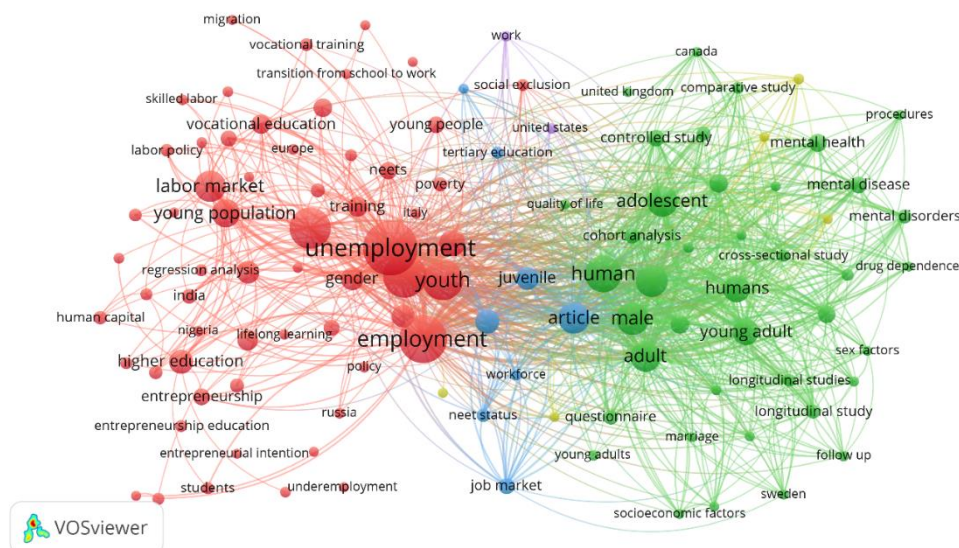 migration
work
vocational training
canada
transition from school to work
social exclusion
united kingdom
comparative study
skilled labor
vocational education
young people
united states
controlled study
procedures
labor policy
europe
tertiary education
mental health
labor market
neets
poverty
mental disease
young population
training
italy
quality of life
adolescent
mental disorders
unemployment
cohort analysis
cross-sectional study
regression analysis
gender
youth
juvenile
human
humans
drug dependence
india
human capital
nigeria
lifelong learning
employment
article
male
young adult
higher education
policy
workforce
adult
sex factors
entrepreneurship
longitudinal studies
russia
neet status
questionnaire
longitudinal study
entrepreneurship education
marriage
entrepreneurial intention
young adults
follow up
students
underemployment
job market
sweden
socioeconomic factors
VOSviewer